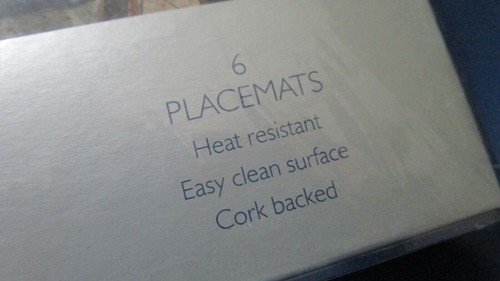 6
PLACEMATS
Heat resistant
Easy clean surface
Cork backed